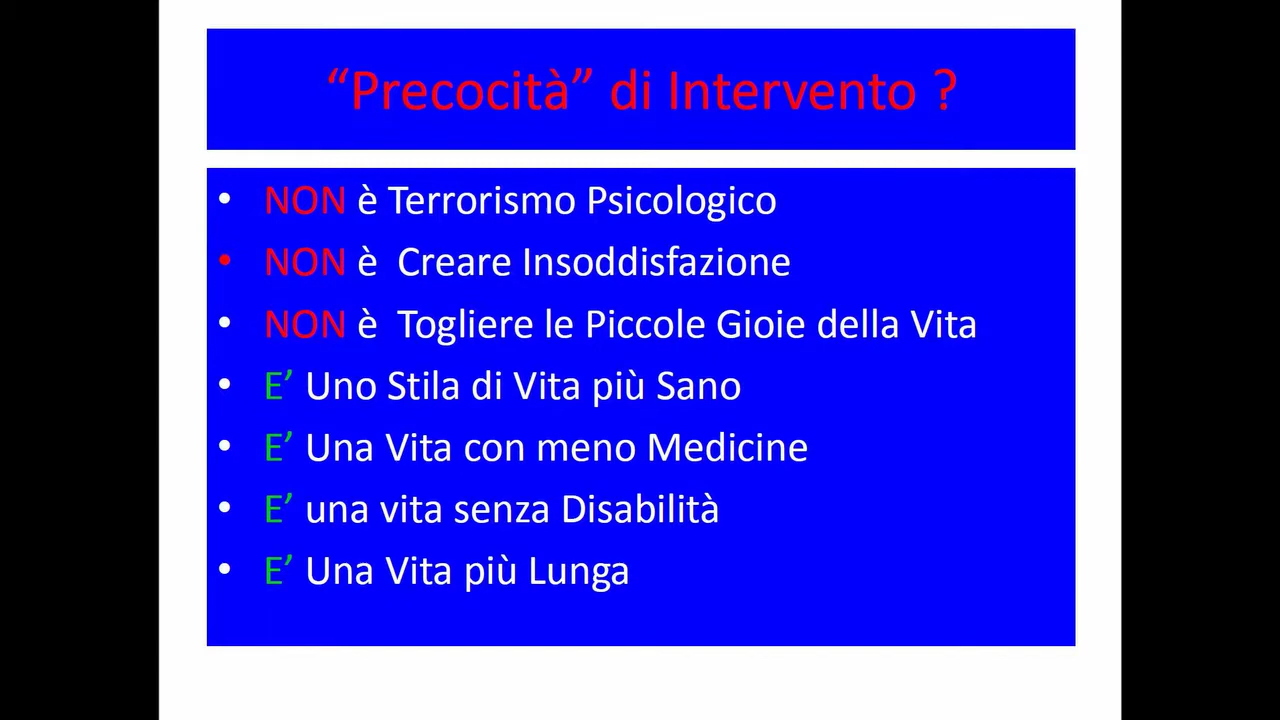 “Precocità” di Intervento ?
• NON è Terrorismo Psicologico
• NON è  Creare Insoddisfazione
• NON è  Togliere le Piccole Gioie della Vita
• E’ Uno Stila di Vita più Sano
• E’ Una Vita con meno Medicine
• E’ una vita senza Disabilità
• E’ Una Vita più Lunga